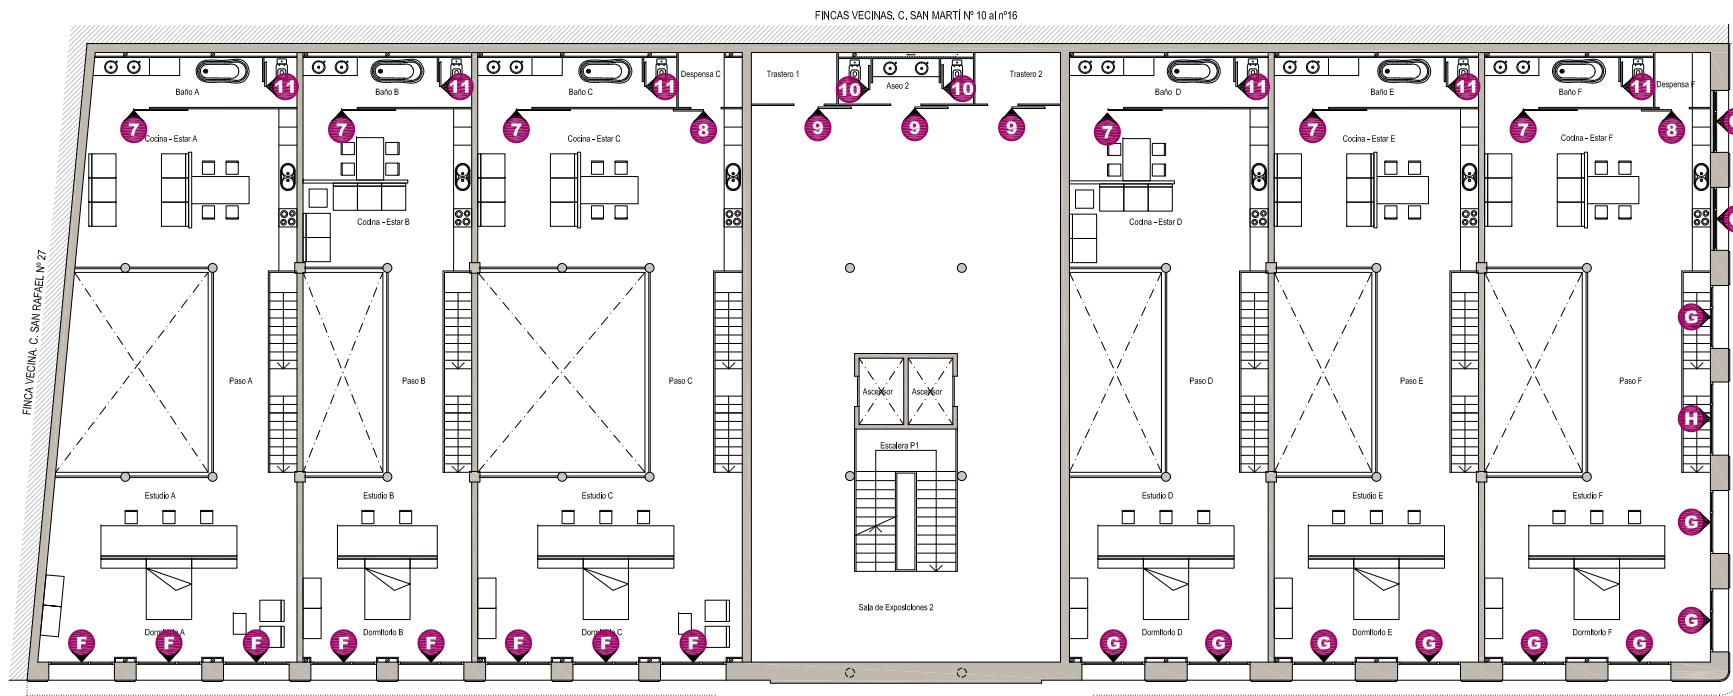 FINCAS VECINAS, C. SAN MARTÍ Nº 10 al nº16
FINCA VECINA. C. SAN RAFAEL Nº 27
Baño A
11
Baño B
11
Baño C
11
Despensa C
Trastero 1
10
Aseo 2
10
Trastero 2
Baño D
11
Baño E
11
Baño F
11
Despensa F
7
7
7
8
9
9
9
7
7
7
8
Cocina - Estar A
Cocina - Estar C
Cocina - Estar E
Cocina - Estar F
Cocina - Estar B
Cocina - Estar D
G
Paso A
Paso B
Paso C
Ascensor
Ascensor
Paso D
Paso E
Paso F
H
Escalera P1
Estudio A
Estudio B
Estudio C
Estudio D
Estudio E
Estudio F
G
Sala de Exposiciones 2
G
Dormitorio A
Dormitorio B
Dormitorio C
Dormitorio D
Dormitorio E
Dormitorio F
F
F
F
F
F
F
F
F
G
G
G
G
G
G